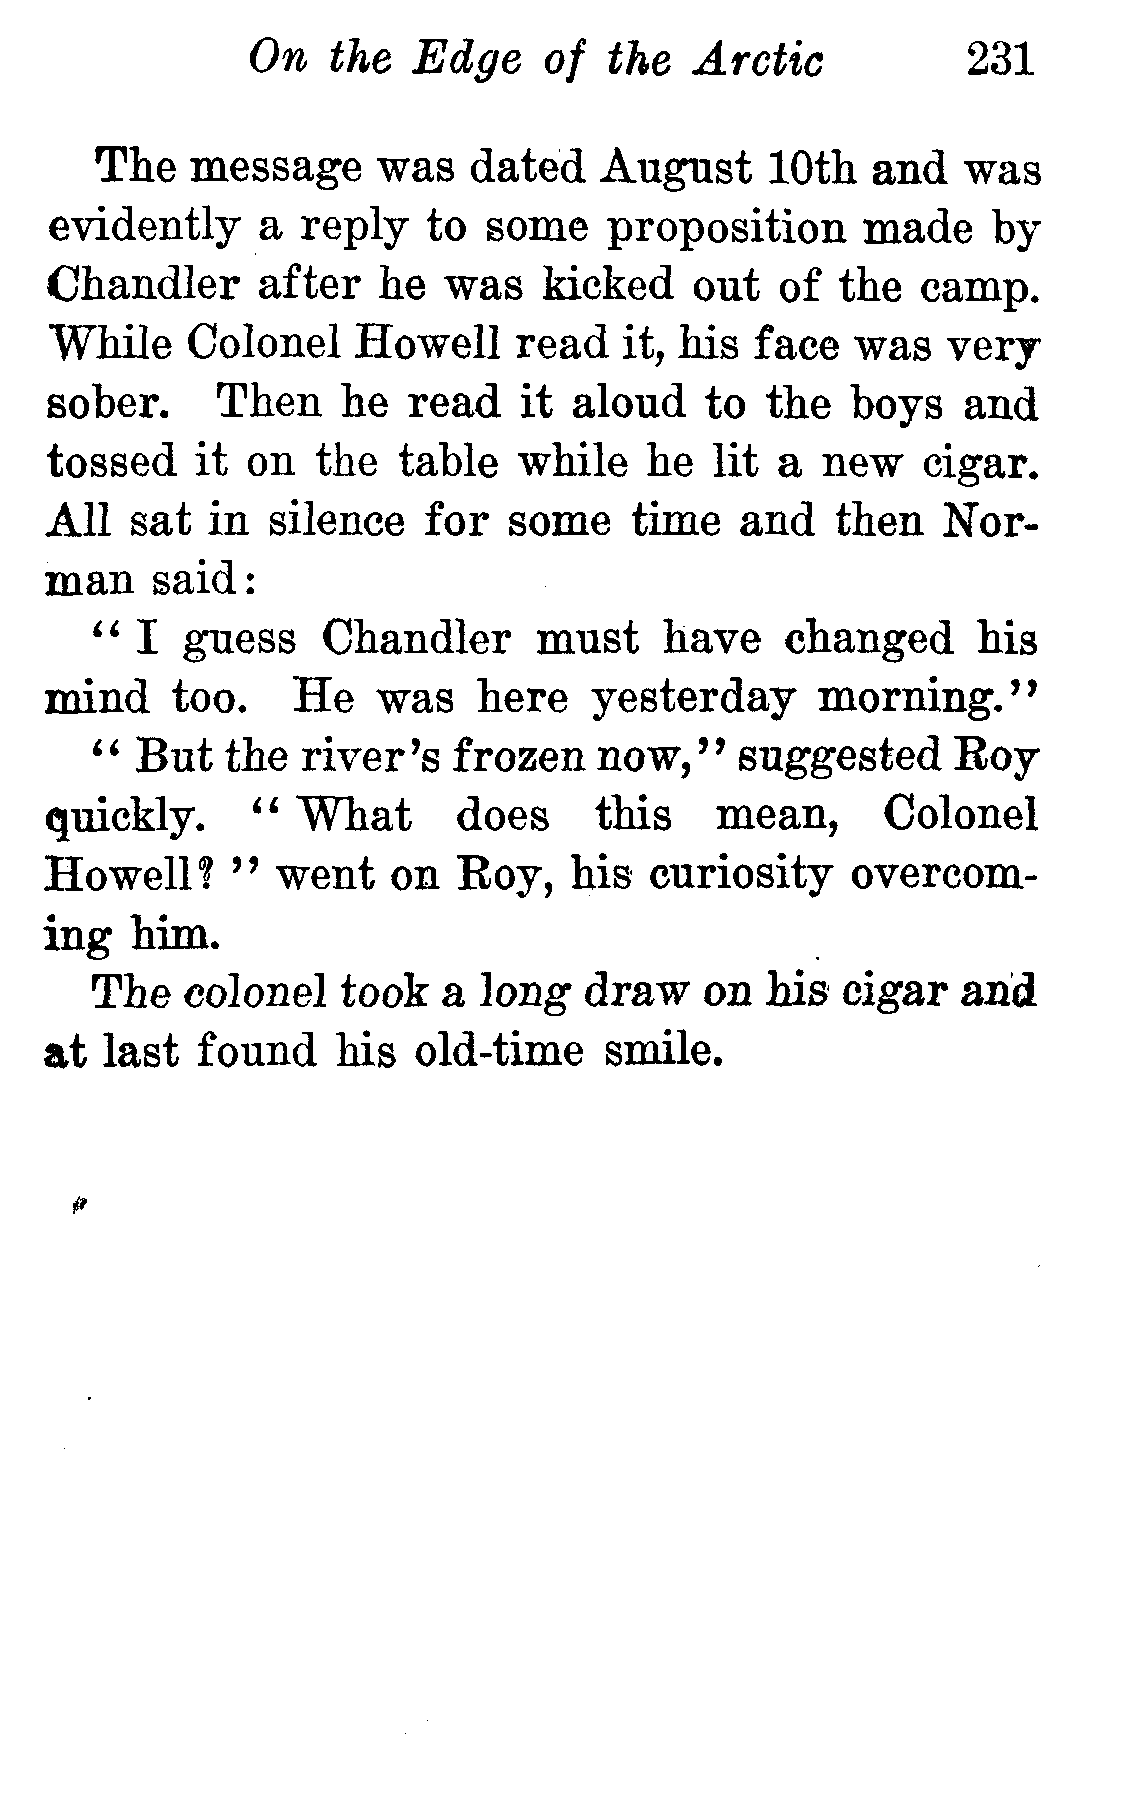 On the Edge of the Arctic 231
The message was dated August 10th and was
evidently a reply to some proposition made by
Chandler after he was kicked out of the camp.
While Colonel Howell read it, his face was very
sober. Then he read it aloud to the boys and
tossed it on the table while he lit a new cigar.
All sat in silence for some time and then Nor-
man said:
“ I guess Chandler must have changed his
mind too. He was here yesterday morning.”
“ But the river’s frozen now,” suggested Roy
quickly. “ What does this mean, Colonel
Howell? ” went on Roy, his curiosity overcom-
ing him.
The colonel took a long draw on his cigar and
at last found his old-time smile.